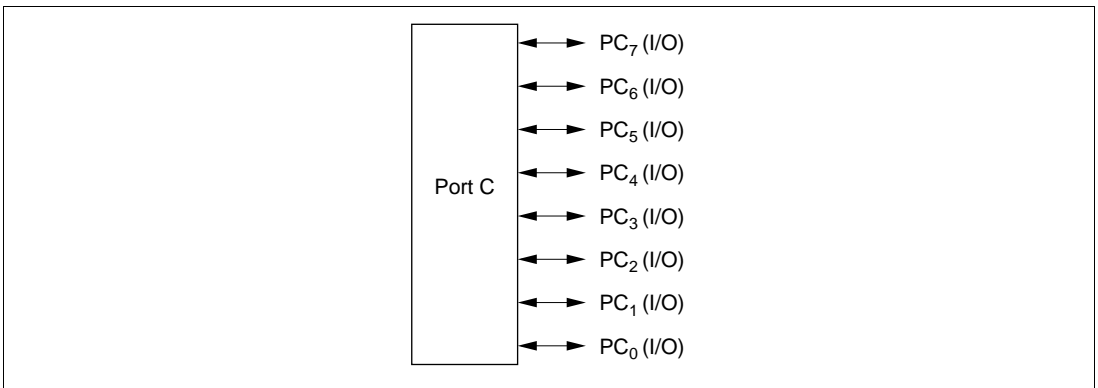 PC₇ (I/O)
PC₆ (I/O)
PC₅ (I/O)
PC₄ (I/O)
Port C
PC₃ (I/O)
PC₂ (I/O)
PC₁ (I/O)
PC₀ (I/O)